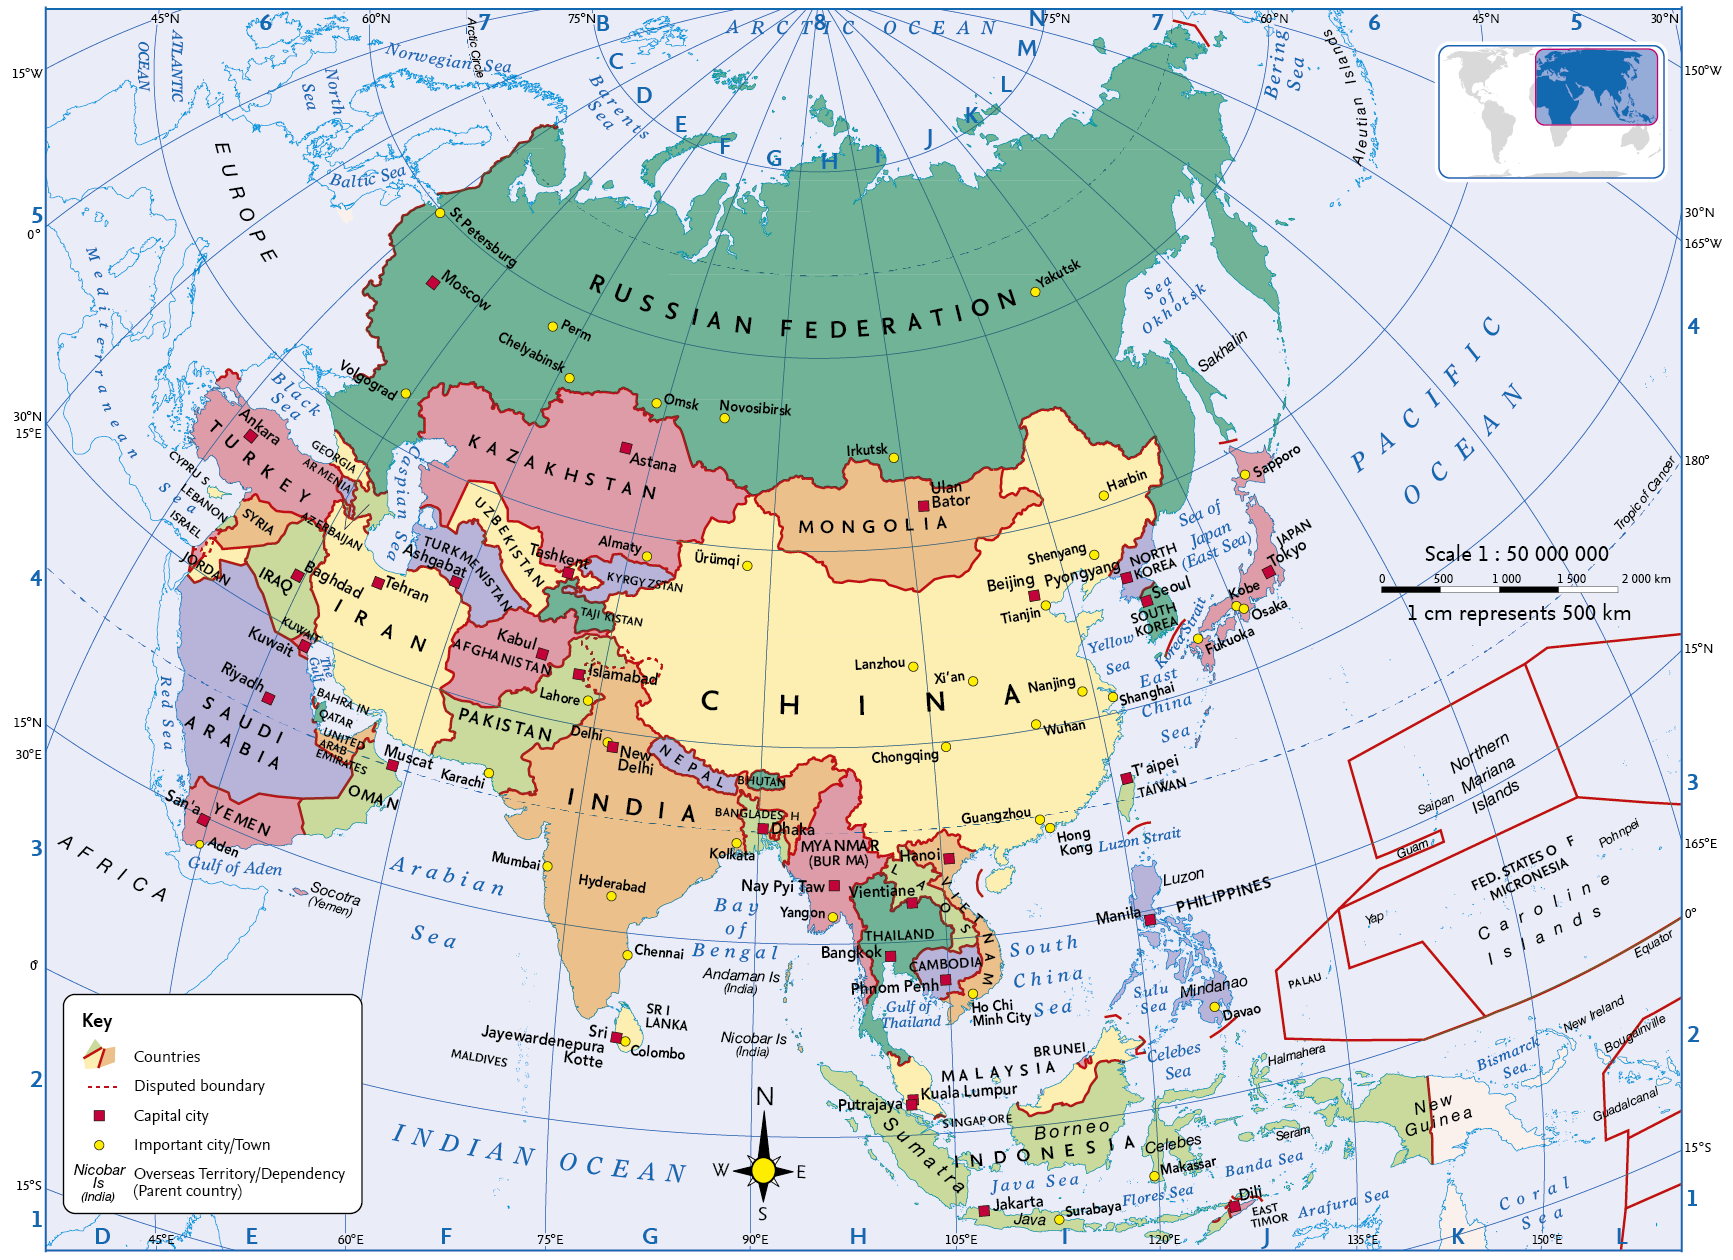 45°N
6
60°N
7
75°N
B
8
ARCTIC OCEAN
N
75°N
7
60°N
6
45°N
5
30°N
15°W
ATLANTIC
OCEAN
Arctic Circle
Norwegian Sea
North
Sea
C
D
E
F
G
H
I
J
K
L
M
Barents
Sea
Bering
Sea
Aleutian Islands
150°W
EUROPE
Baltic Sea
5
0°
30°N
165°W
Mediterranean
Sea
St Petersburg
Moscow
RUSSIAN FEDERATION
Yakutsk
Perm
Chelyabinsk
Volgograd
Omsk
Novosibirsk
Irkutsk
Sea
of
Okhotsk
Sakhalin
4
PACIFIC
OCEAN
30°N
15°E
Black
Sea
Ankara
TURKEY
GEORGIA
ARMENIA
AZERBAIJAN
Caspian Sea
CYPRUS
LEBANON
ISRAEL
SYRIA
JORDAN
IRAQ
Baghdad
KAZAKHSTAN
Astana
UZBEKISTAN
Tashkent
Almaty
KYRGYZSTAN
TURKMENISTAN
Ashgabat
TAJIKISTAN
Ürümqi
Ulan
Bator
MONGOLIA
Harbin
Sapporo
180°
Tropic of Cancer
Sea of
Japan
(East Sea)
JAPAN
Tokyo
Kobe
Osaka
Fukuoka
Korea Strait
Shenyang
Beijing
Pyongyang
NORTH
KOREA
Seoul
SOUTH
KOREA
Tianjin
Yellow
Sea
Scale 1 : 50 000 000
0
500
1 000
1 500
2 000 km
1 cm represents 500 km
4
Tehran
IRAN
KUWAIT
Kuwait
The
Gulf
Kabul
AFGHANISTAN
Islamabad
Lahore
PAKISTAN
Lanzhou
Xi’an
Nanjing
Shanghai
CHINA
Wuhan
Chongqing
East
China
Sea
15°N
Riyadh
SAUDI
ARABIA
Red Sea
BAHRAIN
QATAR
UNITED
ARAB
EMIRATES
Muscat
OMAN
Karachi
Delhi
New
Delhi
NEPAL
BHUTAN
INDIA
BANGLADESH
Dhaka
Kolkata
T’aipei
TAIWAN
Guangzhou
Hong
Kong
Luzon Strait
Northern
Mariana
Islands
Saipan
Guam
3
15°N
30°E
San’a
YEMEN
Aden
Gulf of Aden
Socotra
(Yemen)
AFRICA
3
Arabian
Sea
Mumbai
Hyderabad
Chennai
Bay
of
Bengal
MYANMAR
(BURMA)
Nay Pyi Taw
Yangon
Hanoi
LAOS
Vientiane
VIETNAM
THAILAND
Bangkok
CAMBODIA
Phnom Penh
Ho Chi
Minh City
Gulf of
Thailand
South
China
Sea
Luzon
PHILIPPINES
Manila
Sulu
Sea
Mindanao
Davao
FED. STATES OF
MICRONESIA
Pohnpei
Caroline
Islands
Yap
PALAU
165°E
0°
Equator
0°
Andaman Is
(India)
Nicobar Is
(India)
SRI
LANKA
Sri
Jayewardenepura
Kotte
Colombo
MALDIVES
BRUNEI
MALAYSIA
Kuala Lumpur
Putrajaya
SINGAPORE
Celebes
Sea
Halmahera
New Ireland
Bougainville
Bismarck
Sea
Guadalcanal
2
2
Key
Countries
Disputed boundary
Capital city
Important city/Town
Nicobar
Is
(India)
Overseas Territory/Dependency
(Parent country)
INDIAN OCEAN
N
W
E
S
Sumatra
Borneo
INDONESIA
Celebes
Makassar
Seram
Banda Sea
New
Guinea
Java Sea
Jakarta
Java
Surabaya
Flores Sea
Dili
EAST
TIMOR
Arafura Sea
Coral
Sea
15°S
15°S
1
1
D
45°E
E
60°E
F
75°E
G
90°E
H
105°E
I
120°E
J
135°E
K
150°E
L